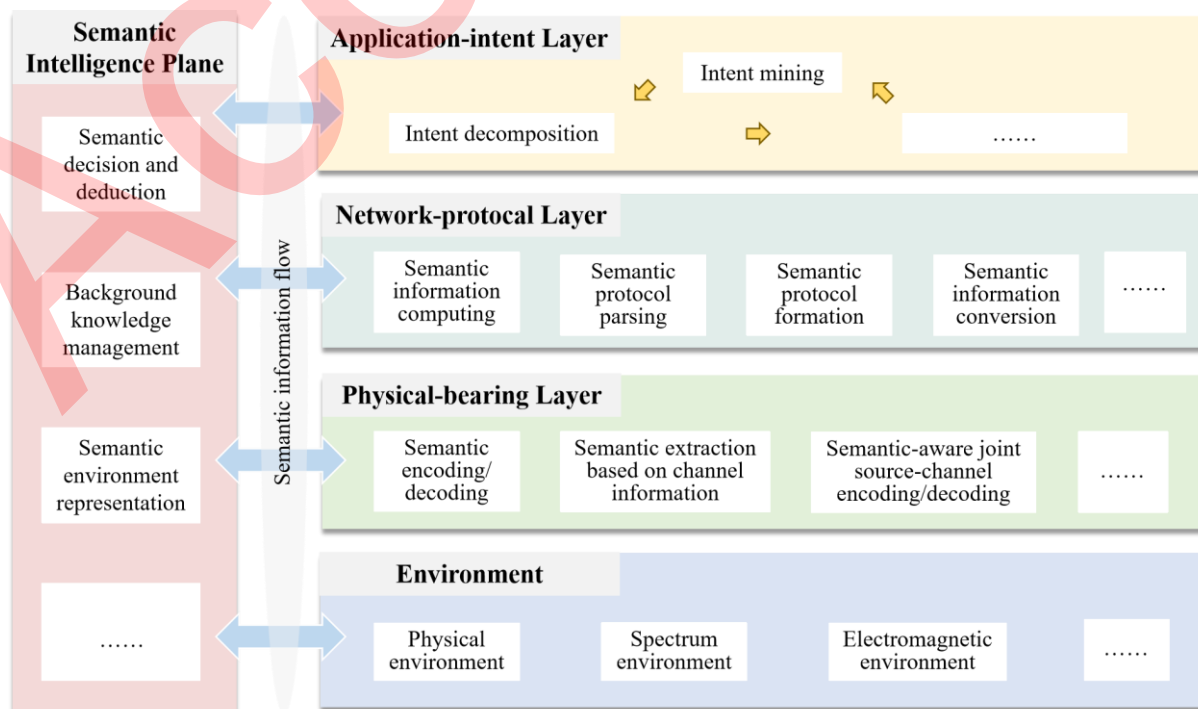 Semantic
Intelligence Plane
Semantic
decision and
deduction
Background
knowledge
management
Semantic
environment
representation
……
Semantic information flow
Application-intent Layer
Intent mining
Intent decomposition
……
Network-protocal Layer
Semantic
information
computing
Semantic
protocol
parsing
Semantic
protocol
formation
Semantic
information
conversion
……
Physical-bearing Layer
Semantic
encoding/
decoding
Semantic extraction
based on channel
information
Semantic-aware joint
source-channel
encoding/decoding
……
Environment
Physical
environment
Spectrum
environment
Electromagnetic
environment
……